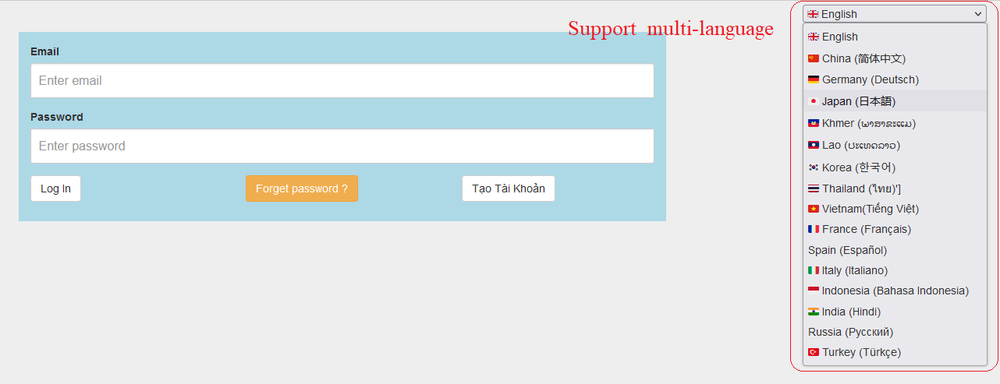 Support multi-language
Email
Enter email
Password
Enter password
Log In
Forget password ?
Tạo Tài Khoản
English
English
China (简体中文)
Germany (Deutsch)
Japan (日本語)
Khmer (ພາສາຂະແມ)
Lao (ປະເທດລາວ)
Korea (한국어)
Thailand (ไทย)']
Vietnam(Tiếng Việt)
France (Français)
Spain (Español)
Italy (Italiano)
Indonesia (Bahasa Indonesia)
India (Hindi)
Russia (Русский)
Turkey (Türkçe)